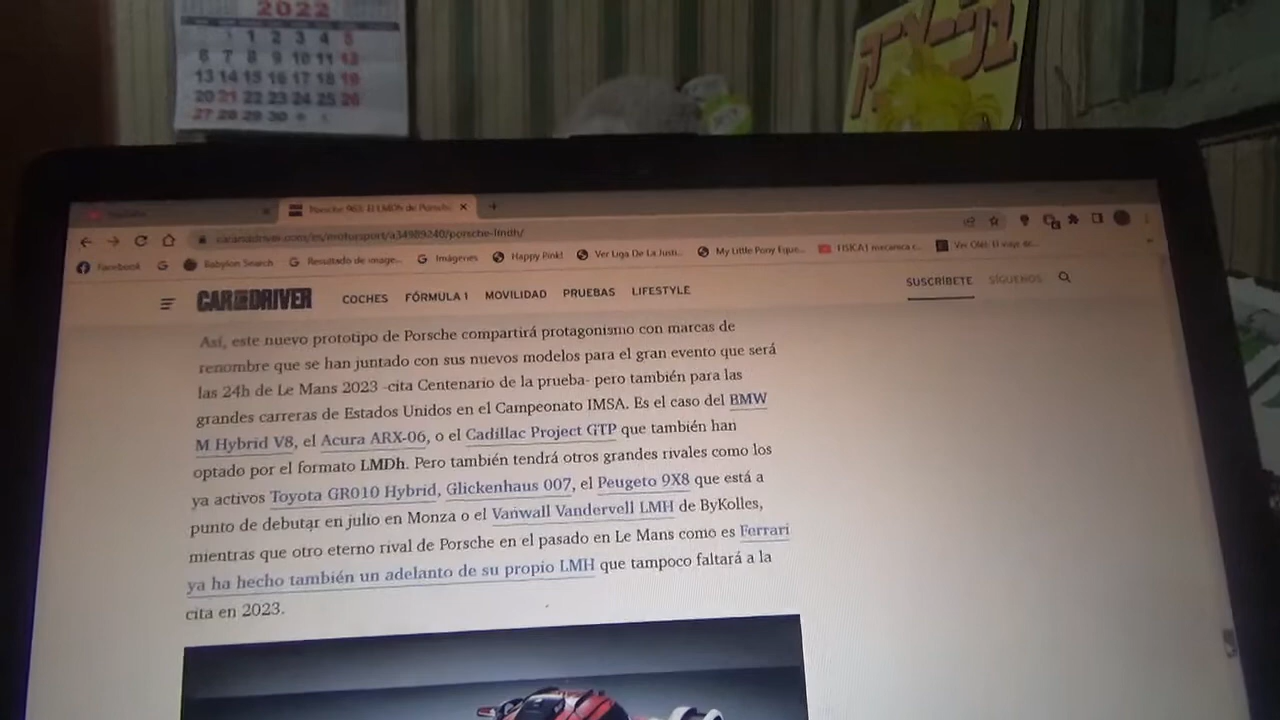 2022
1 2 3 4 5
6 7 8 9 10 11 12
13 14 15 16 17 18 19
20 21 22 23 24 25 26
27 28 29 30
YouTube
Porsche 963: El LMDh de Porsche
caranddriver.com/es/motorsport/a34989240/porsche-lmdh/
Facebook
Babylon Search
Resultado de image...
Imágenes
Happy Pink!
Ver Liga De La Justi...
My Little Pony Eque...
FISICA1 mecanica c...
CAR AND DRIVER
COCHES
FÓRMULA 1
MOVILIDAD
PRUEBAS
LIFESTYLE
SUSCRÍBETE
SÍGUENOS
Así, este nuevo prototipo de Porsche compartirá protagonismo con marcas de
renombre que se han juntado con sus nuevos modelos para el gran evento que será
las 24h de Le Mans 2023 -cita Centenario de la prueba- pero también para las
grandes carreras de Estados Unidos en el Campeonato IMSA. Es el caso del BMW
M Hybrid V8, el Acura ARX-06, o el Cadillac Project GTP que también han
optado por el formato LMDh. Pero también tendrá otros grandes rivales como los
ya activos Toyota GR010 Hybrid, Glickenhaus 007, el Peugeto 9X8 que está a
punto de debutar en julio en Monza o el Vanwall Vandervell LMH de ByKolles,
mientras que otro eterno rival de Porsche en el pasado en Le Mans como es Ferrari
ya ha hecho también un adelanto de su propio LMH que tampoco faltará a la
cita en 2023.